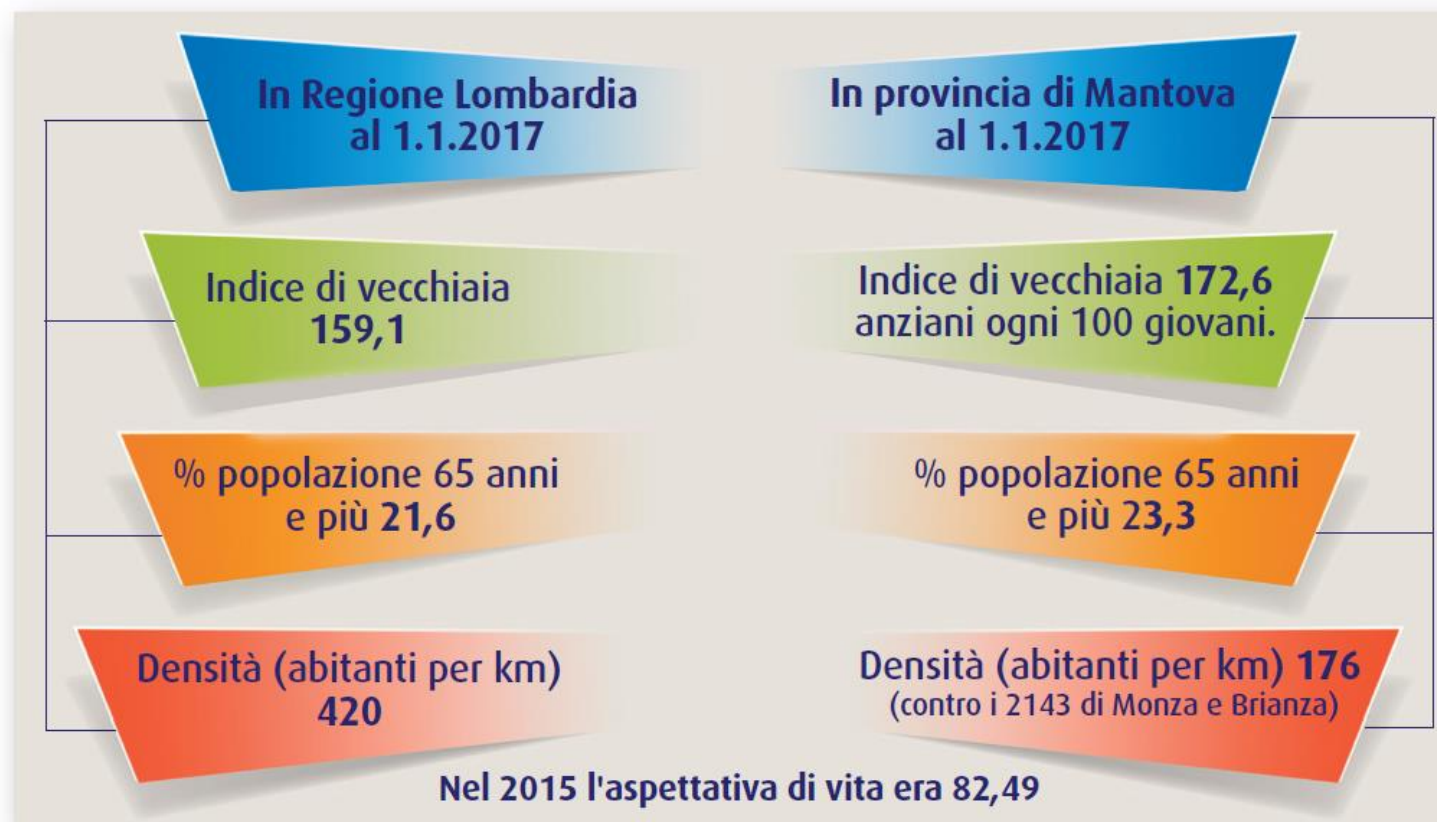 In Regione Lombardia
al 1.1.2017
Indice di vecchiaia
159,1
% popolazione 65 anni
e più 21,6
Densità (abitanti per km)
420
In provincia di Mantova
al 1.1.2017
Indice di vecchiaia 172,6
anziani ogni 100 giovani.
% popolazione 65 anni
e più 23,3
Densità (abitanti per km) 176
(contro i 2143 di Monza e Brianza)
Nel 2015 l'aspettativa di vita era 82,49